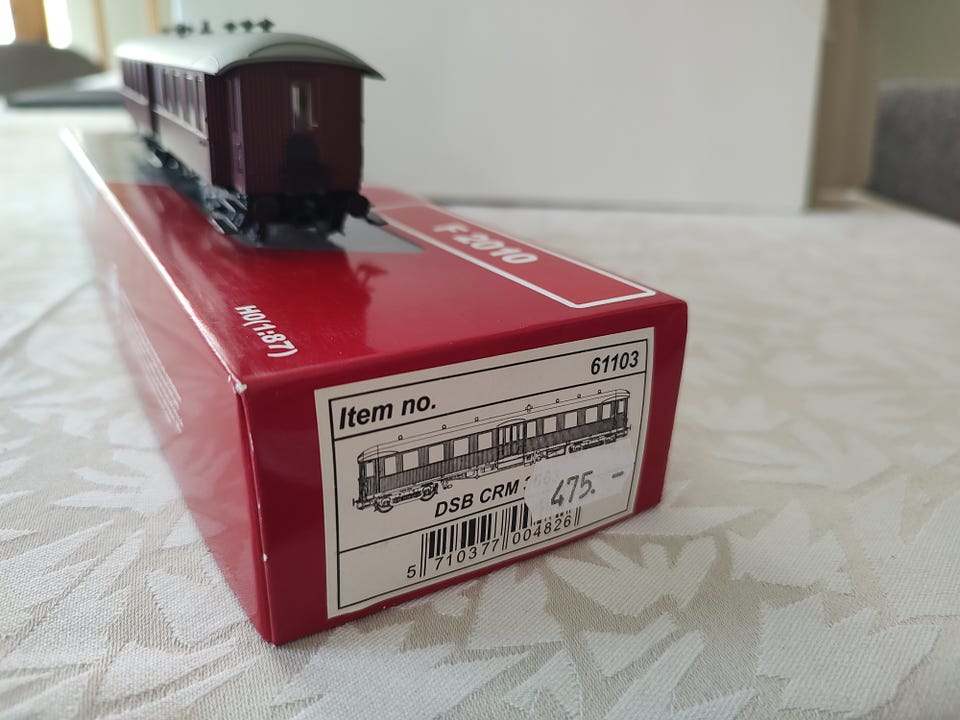 F 2010
H0(1:87)
Item no. 61103
DSB CRM
475. -
5 710377 004826